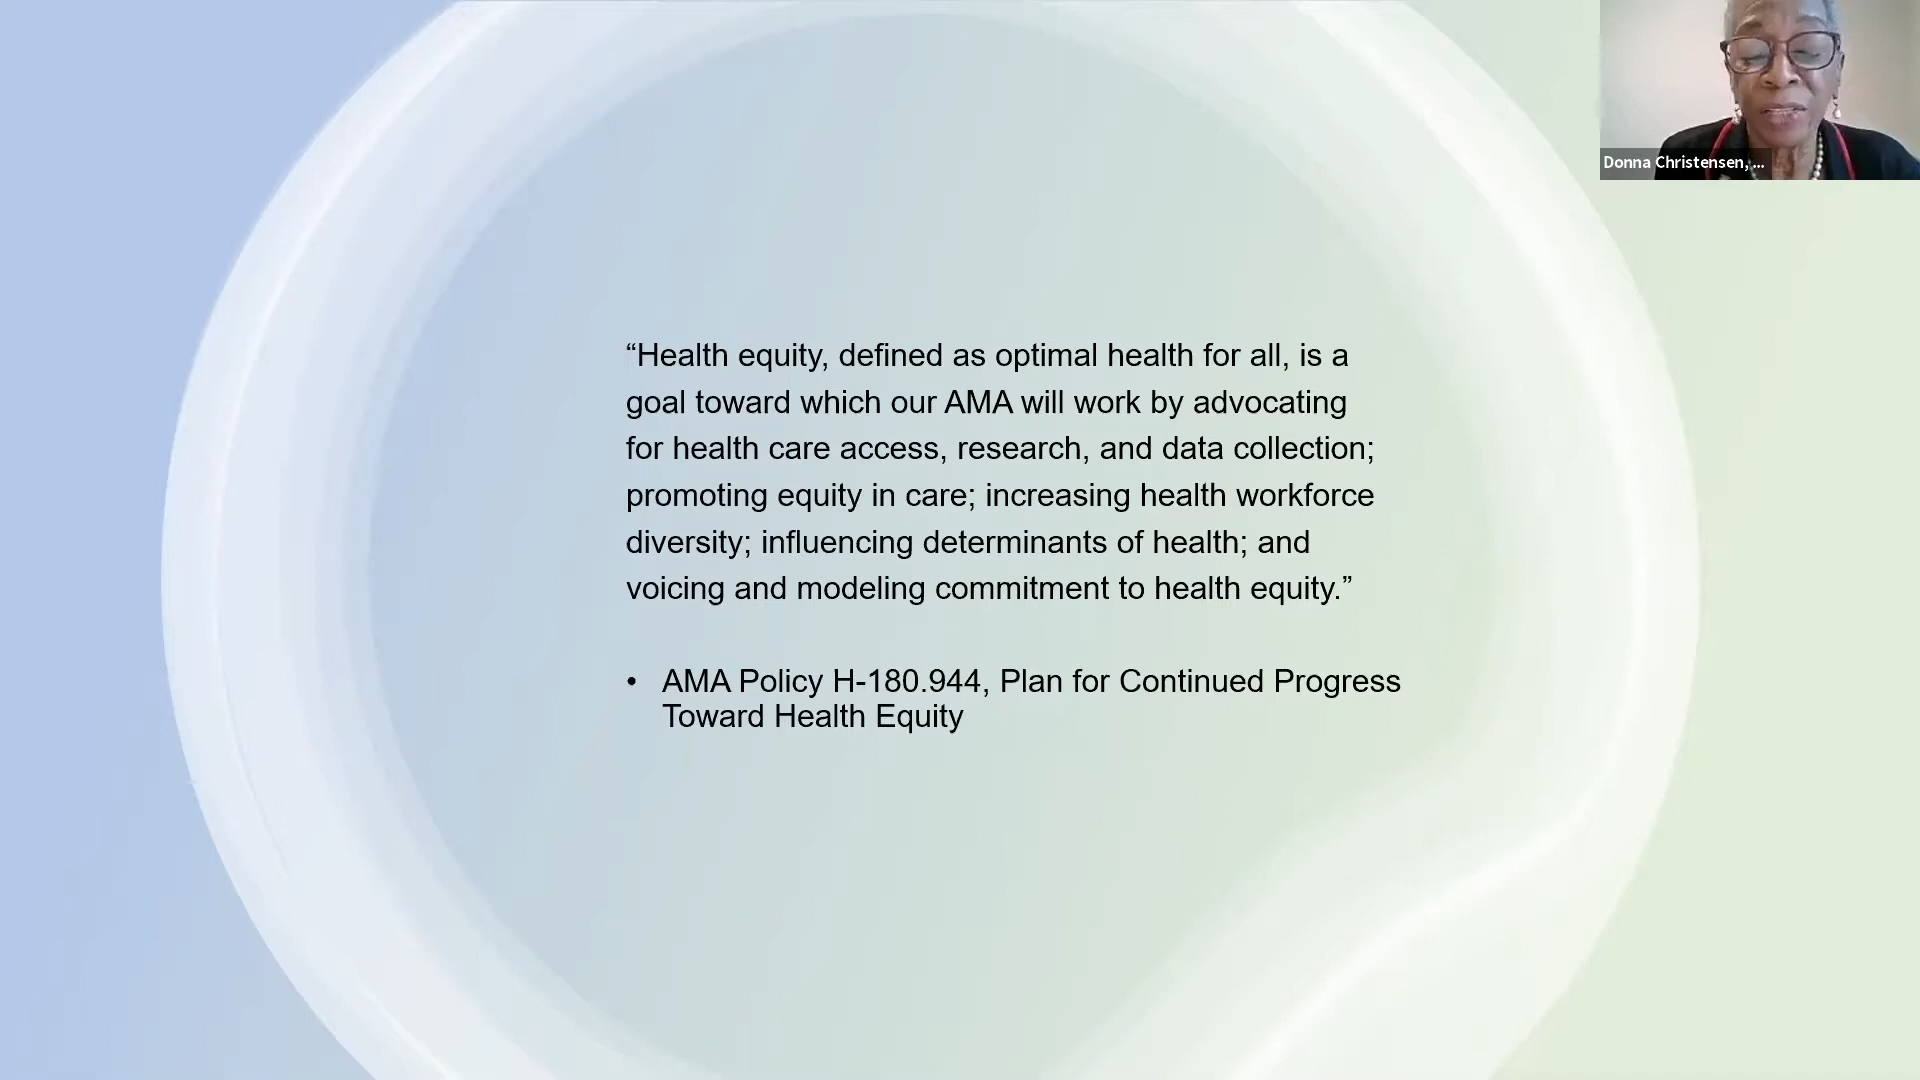 Donna Christensen, ...
“Health equity, defined as optimal health for all, is a
goal toward which our AMA will work by advocating
for health care access, research, and data collection;
promoting equity in care; increasing health workforce
diversity; influencing determinants of health; and
voicing and modeling commitment to health equity.”
• AMA Policy H-180.944, Plan for Continued Progress
Toward Health Equity